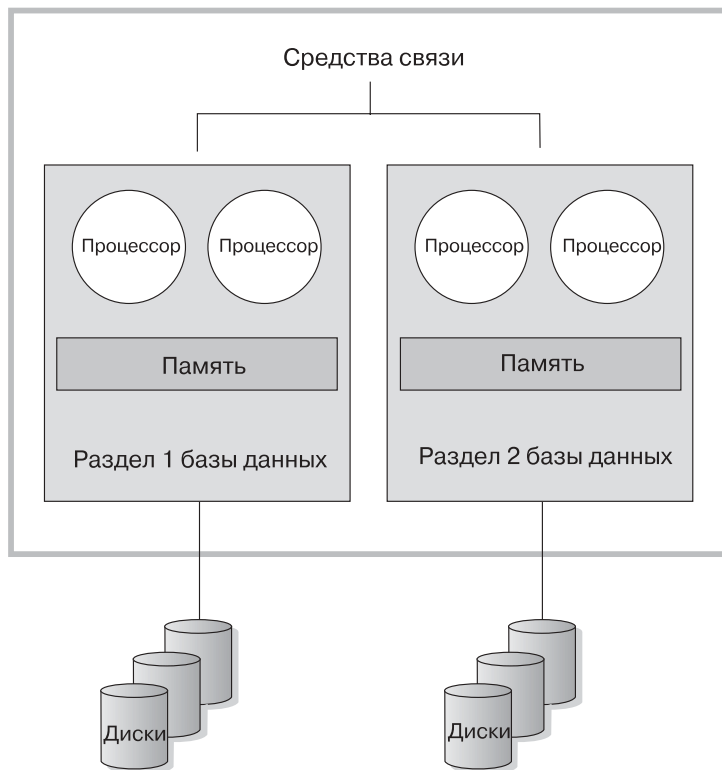 Средства связи
Процессор Процессор Процессор Процессор
Память Память
Раздел 1 базы данных Раздел 2 базы данных
Диски Диски